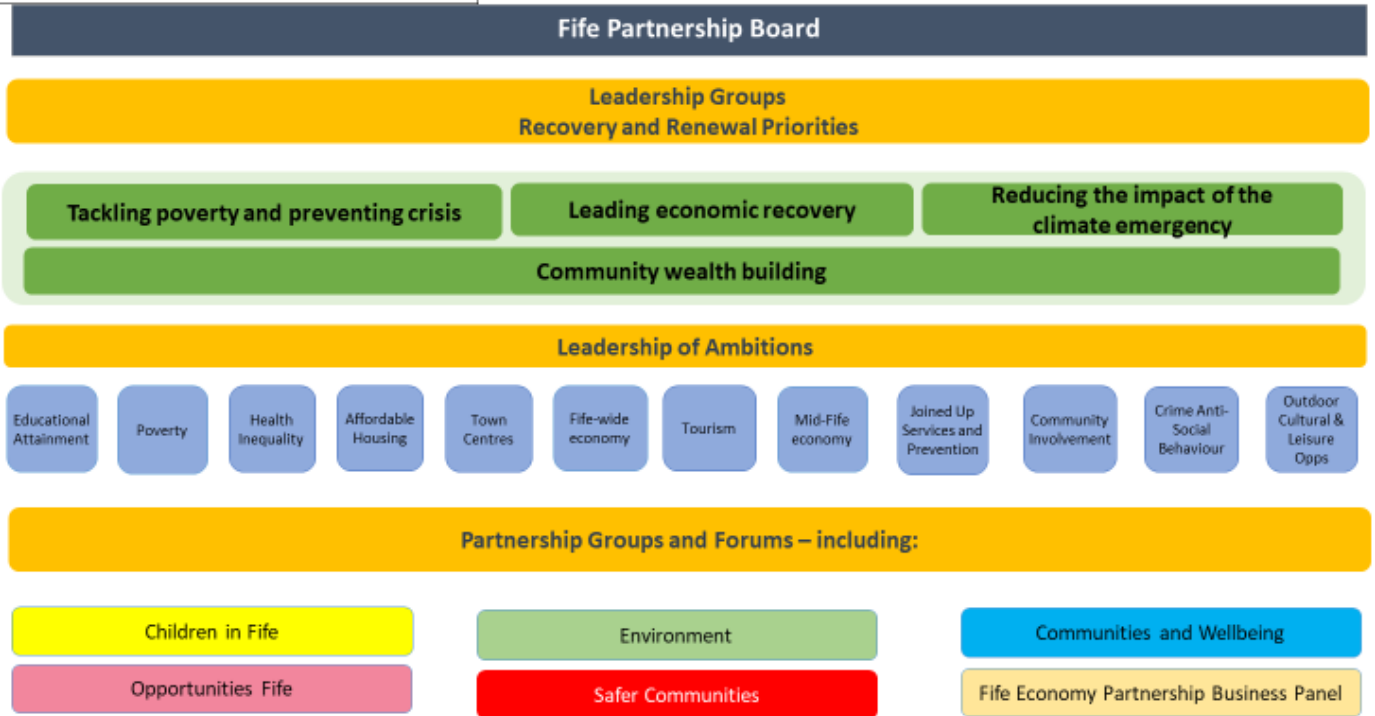 Fife Partnership Board
Leadership Groups
Recovery and Renewal Priorities
Tackling poverty and preventing crisis
Leading economic recovery
Reducing the impact of the
climate emergency
Community wealth building
Leadership of Ambitions
Educational
Attainment
Poverty
Health
Inequality
Affordable
Housing
Town
Centres
Fife-wide
economy
Tourism
Mid-Fife
economy
Joined Up
Services and
Prevention
Community
Involvement
Crime Anti-
Social
Behaviour
Outdoor
Cultural &
Leisure
Opps
Partnership Groups and Forums – including:
Children in Fife
Environment
Communities and Wellbeing
Opportunities Fife
Safer Communities
Fife Economy Partnership Business Panel